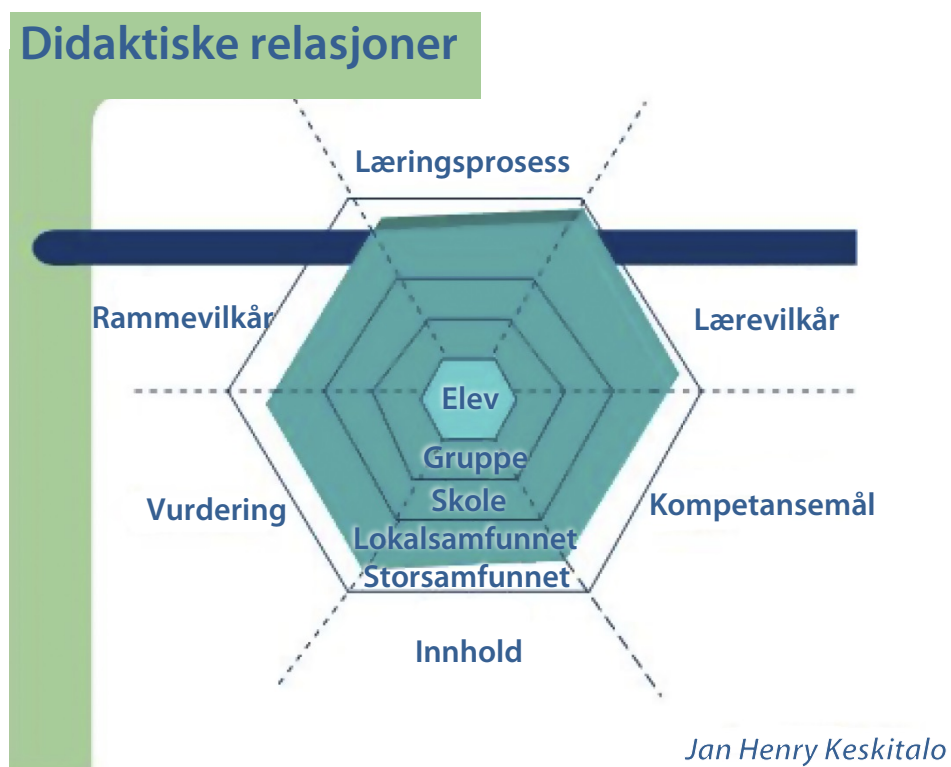 Didaktiske relasjoner
Læringsprosess
Rammevilkår
Lærevilkår
Elev
Gruppe
Skole
Vurdering
Kompetansemål
Lokalsamfunnet
Storsamfunnet
Innhold
Jan Henry Keskitalo